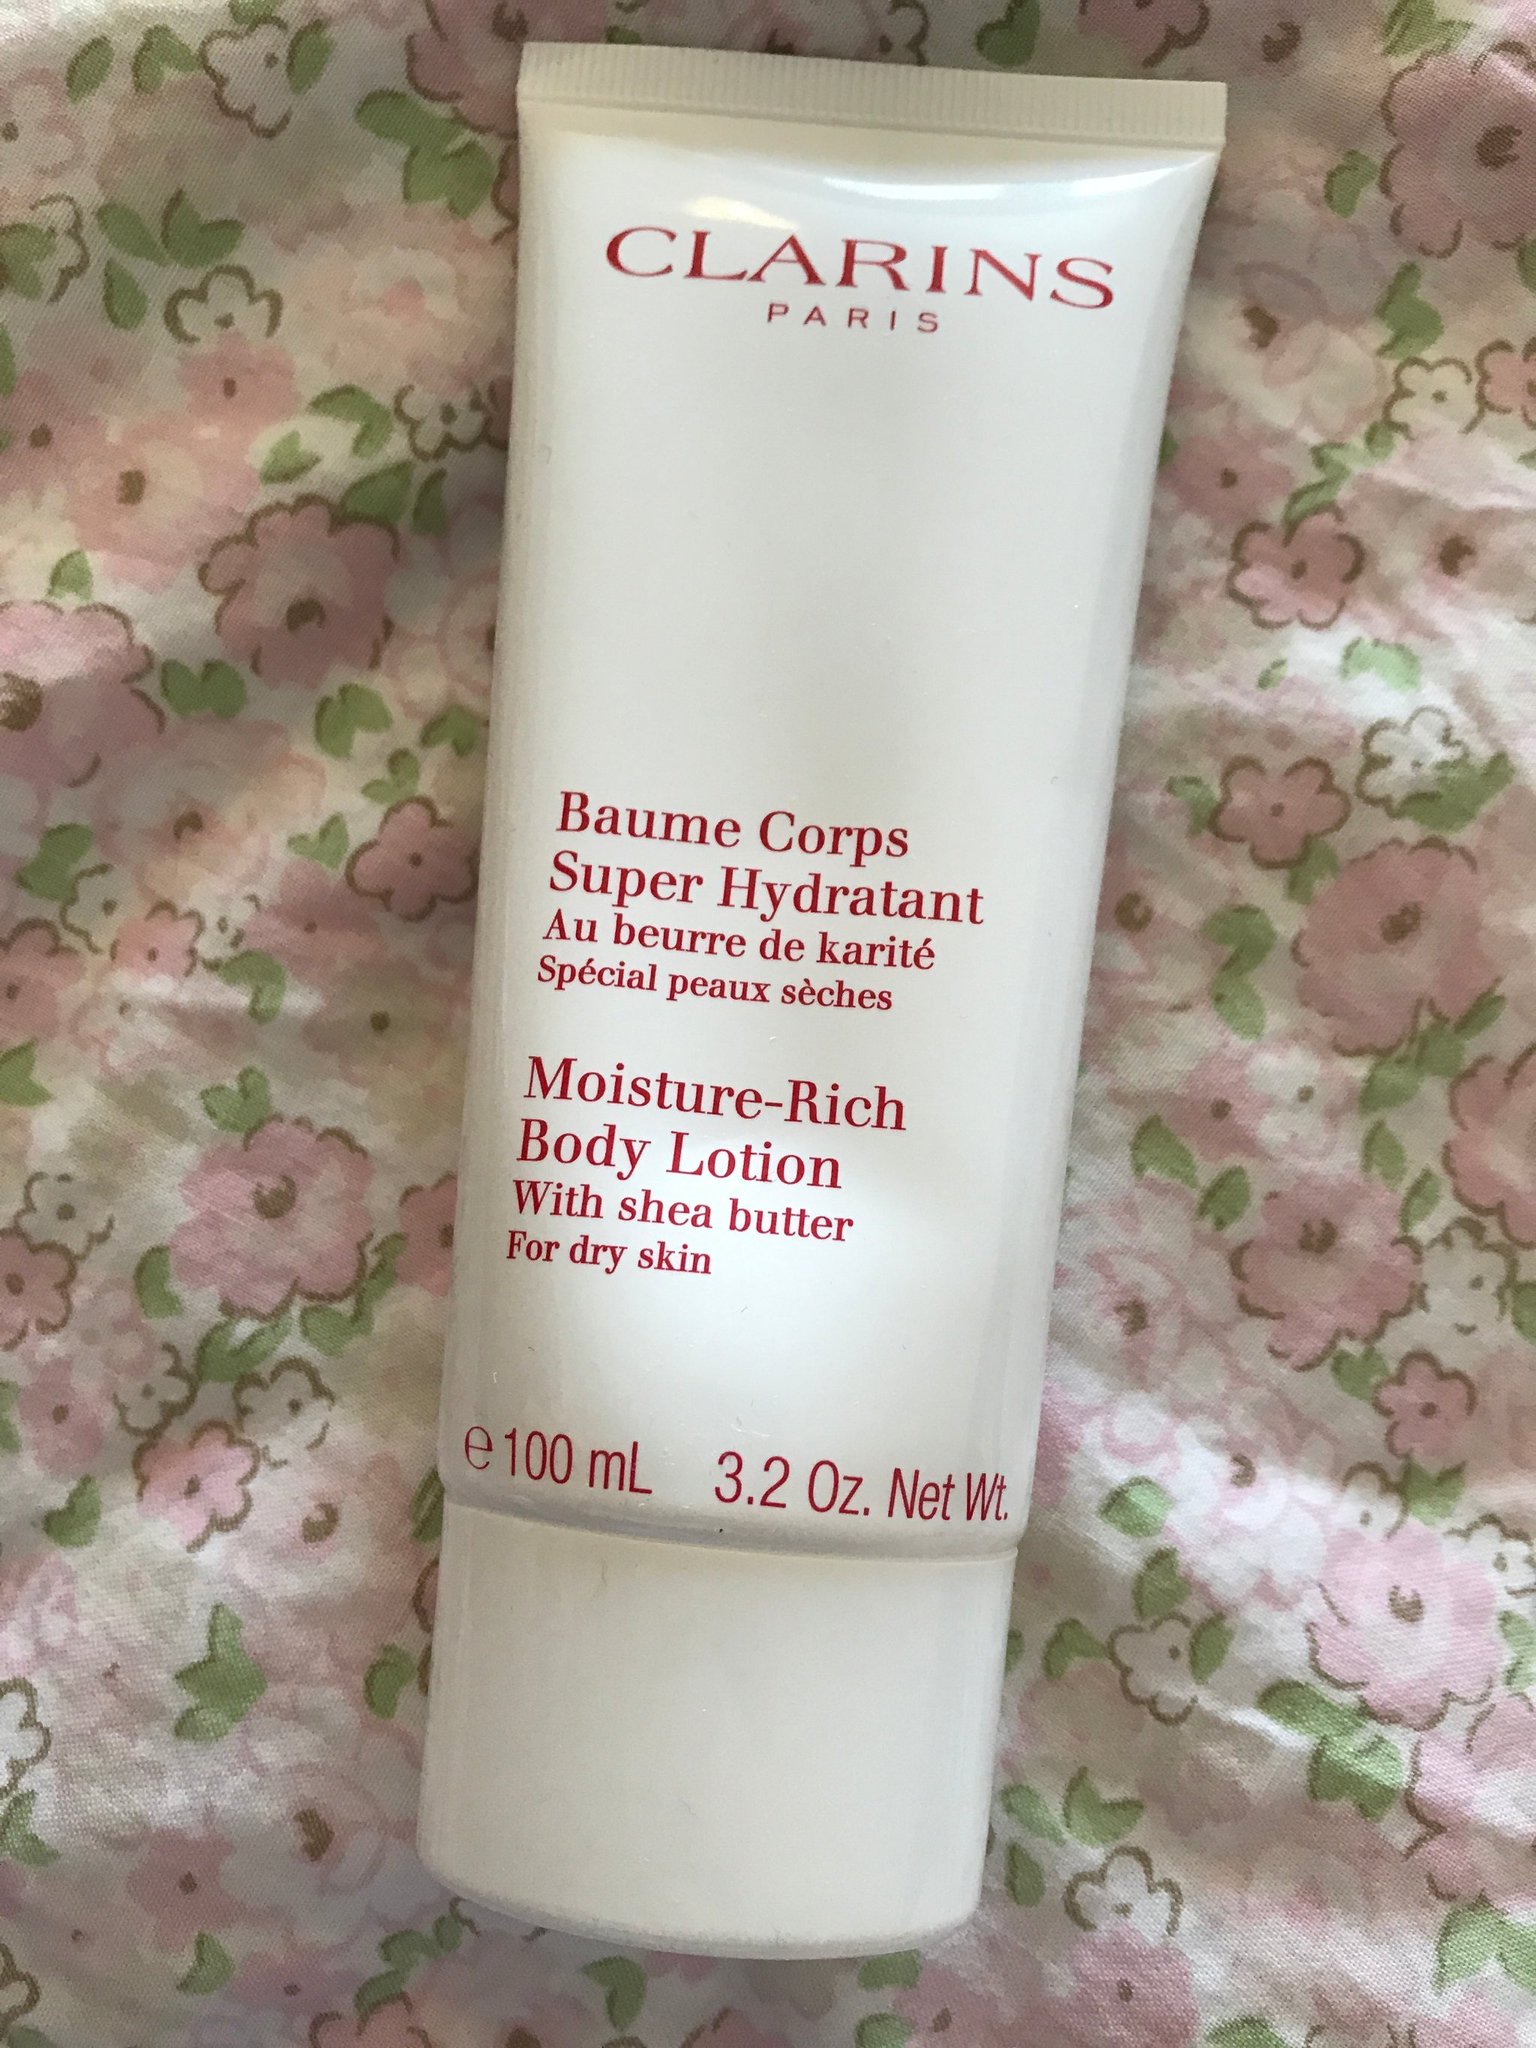 CLARINS
PARIS
Baume Corps
Super Hydratant
Au beurre de karité
Spécial peaux sèches
Moisture-Rich
Body Lotion
With shea butter
For dry skin
℮ 100 mL 3.2 Oz. Net Wt.